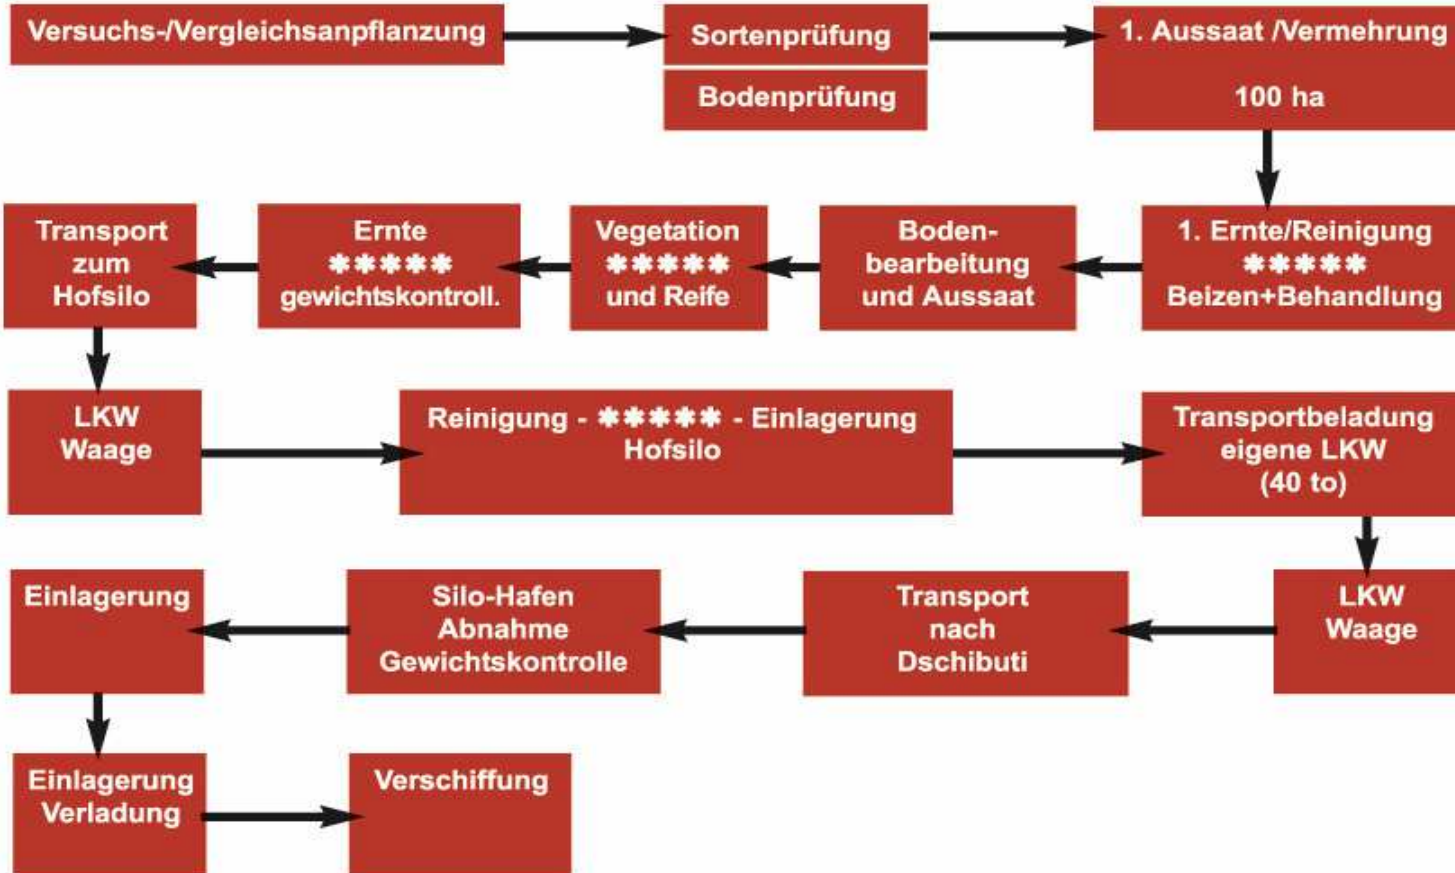 Versuchs-/Vergleichsanpflanzung
Sortenprüfung
Bodenprüfung
1. Aussaat /Vermehrung
100 ha
1. Ernte/Reinigung
*****
Beizen+Behandlung
Boden-
bearbeitung
und Aussaat
Vegetation
*****
und Reife
Ernte
*****
gewichtskontroll.
Transport
zum
Hofsilo
LKW
Waage
Reinigung - ***** - Einlagerung
Hofsilo
Transportbeladung
eigene LKW
(40 to)
LKW
Waage
Transport
nach
Dschibuti
Silo-Hafen
Abnahme
Gewichtskontrolle
Einlagerung
Einlagerung
Verladung
Verschiffung